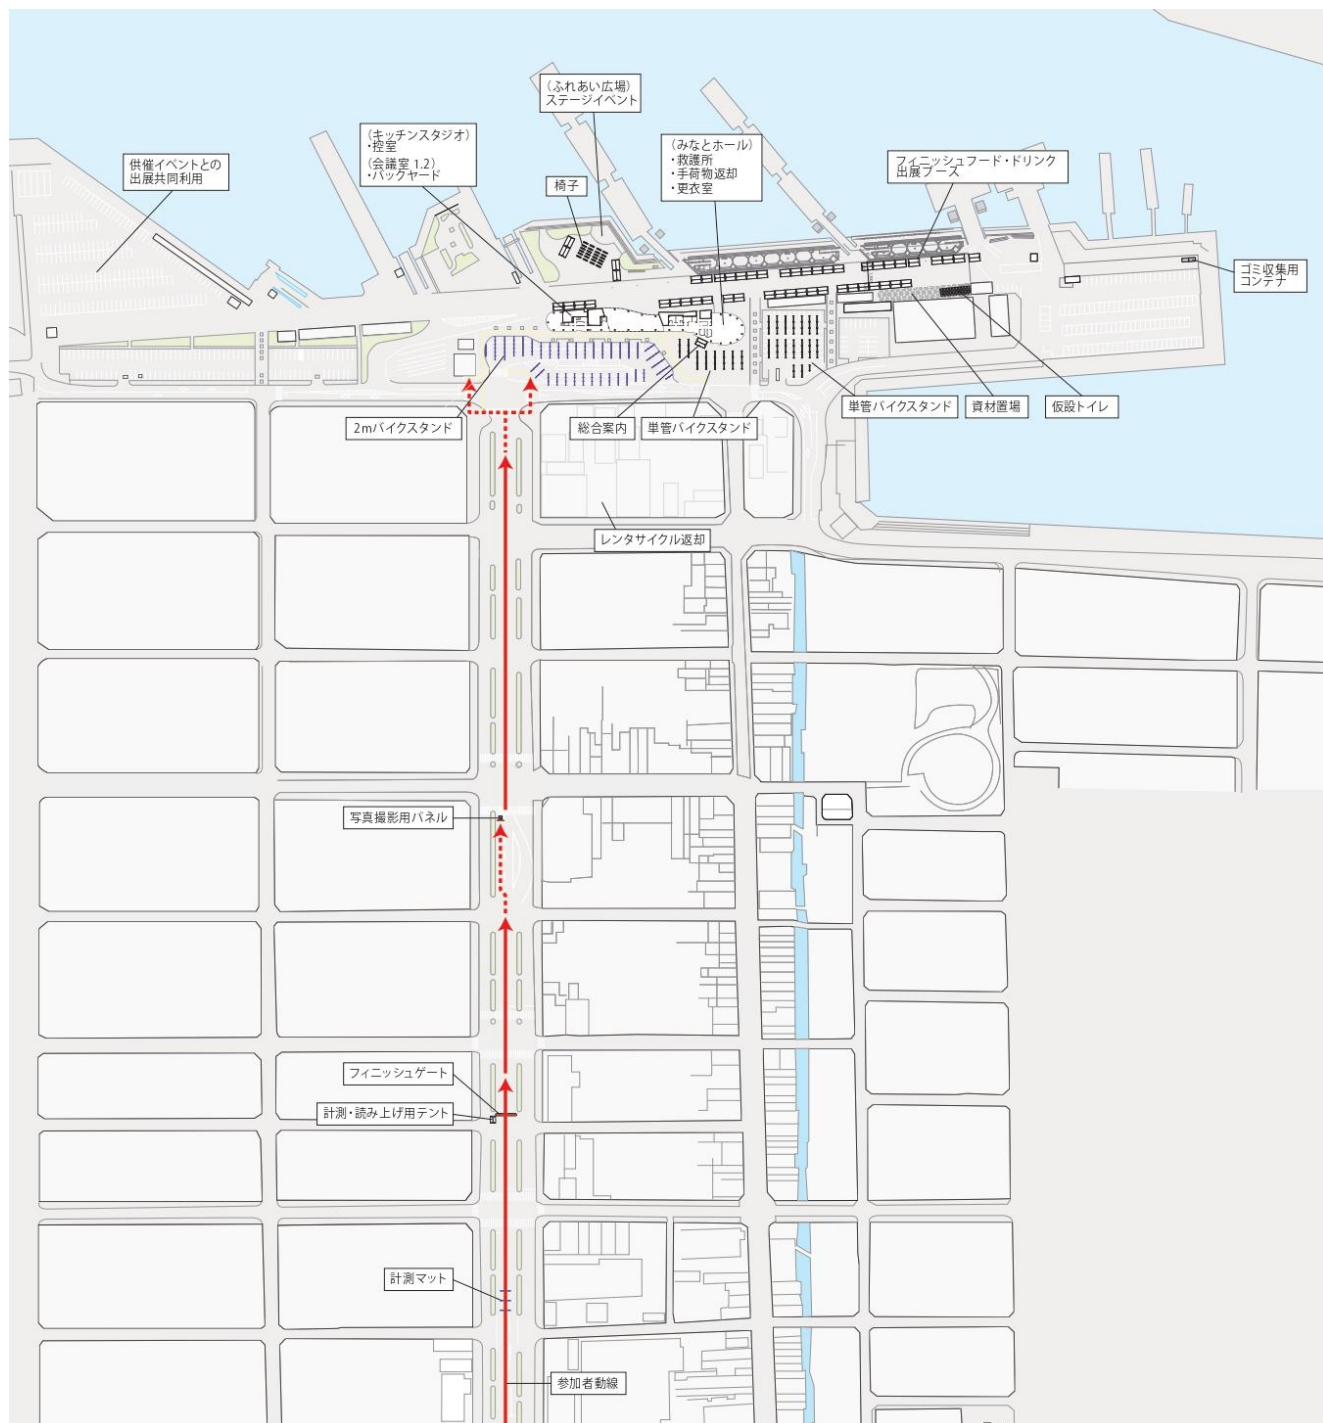 (ふれあい広場)
ステージイベント
(キッチンスタジオ)
・控室
(会議室 1.2)
・バックヤード
(みなとホール)
・救護所
・手荷物返却
・更衣室
供催イベントとの
出展共同利用
フィニッシュフード・ドリンク
出展ブース
椅子
ゴミ収集用
コンテナ
2mバイクスタンド
総合案内
単管バイクスタンド
単管バイクスタンド
資材置場
仮設トイレ
レンタサイクル返却
写真撮影用パネル
フィニッシュゲート
計測・読み上げ用テント
計測マット
参加者動線